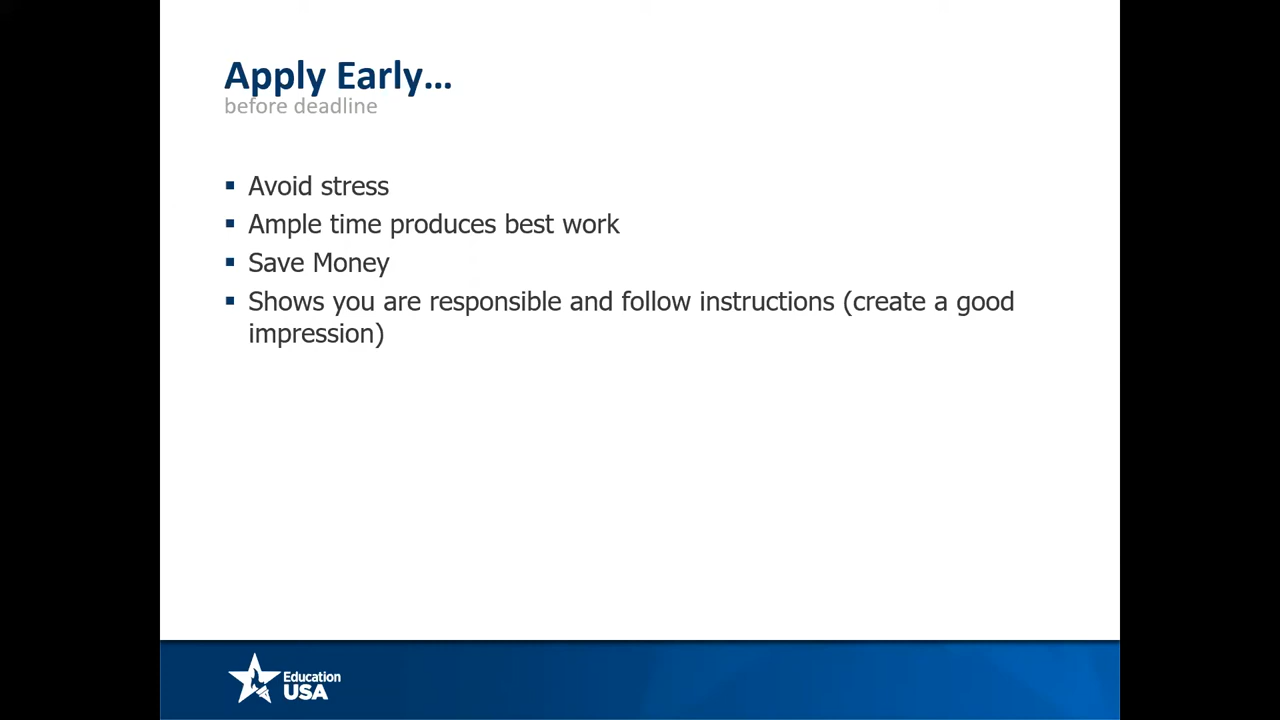 Apply Early...
before deadline
▪ Avoid stress
▪ Ample time produces best work
▪ Save Money
▪ Shows you are responsible and follow instructions (create a good
impression)
Education
USA